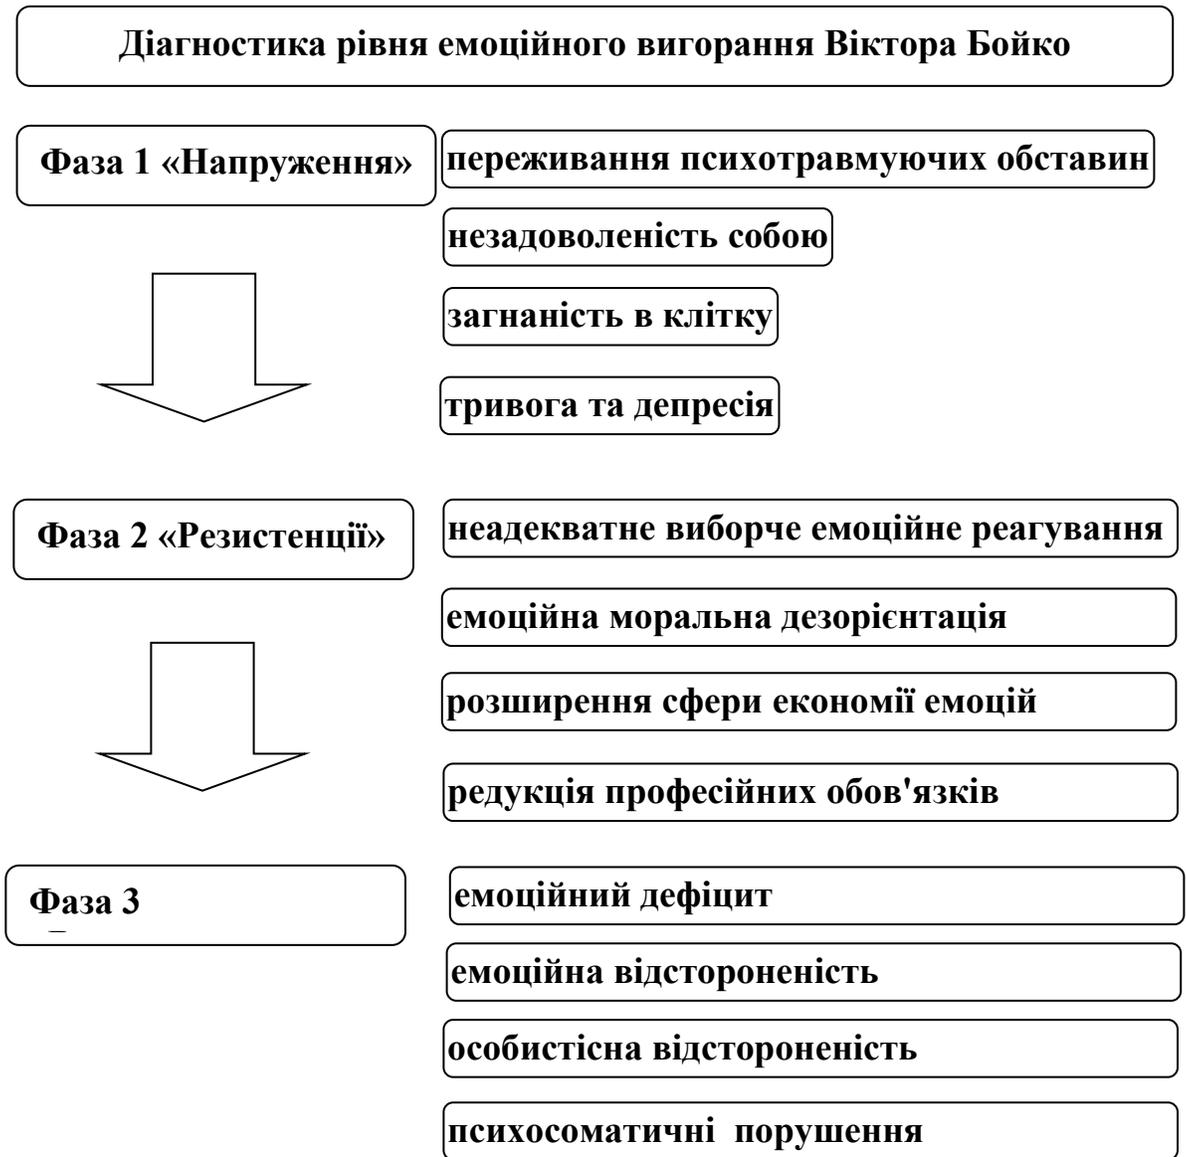 Діагностика рівня емоційного вигорання Віктора Бойко
Фаза 1 «Напруження»
переживання психотравмуючих обставин
незадоволеність собою
загнаність в клітку
тривога та депресія
Фаза 2 «Резистенції»
неадекватне виборче емоційне реагування
емоційна моральна дезорієнтація
розширення сфери економії емоцій
редукція професійних обов'язків
Фаза 3
емоційний дефіцит
емоційна відстороненість
особистісна відстороненість
психосоматичні  порушення